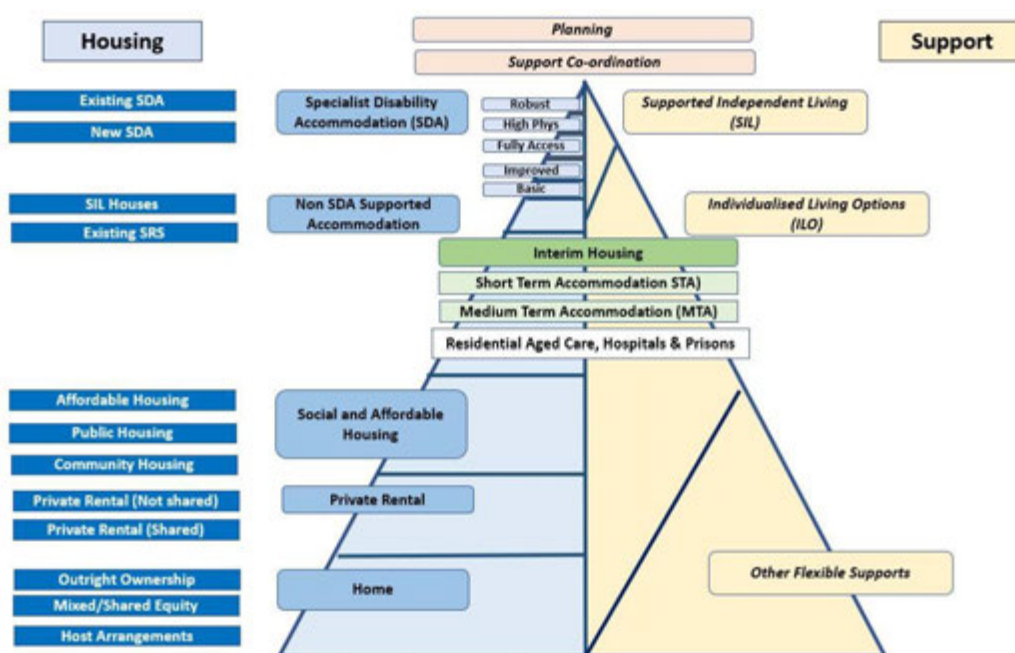 Housing
Planning
Support Co-ordination
Support
Existing SDA
New SDA
Specialist Disability
Accommodation (SDA)
Robust
High Phys
Fully Access
Improved
Basic
Supported Independent Living
(SIL)
SIL Houses
Existing SRS
Non SDA Supported
Accommodation
Individualised Living Options
(ILO)
Interim Housing
Short Term Accommodation STA)
Medium Term Accommodation (MTA)
Residential Aged Care, Hospitals & Prisons
Affordable Housing
Public Housing
Community Housing
Social and Affordable
Housing
Private Rental (Not shared)
Private Rental (Shared)
Private Rental
Outright Ownership
Mixed/Shared Equity
Host Arrangements
Home
Other Flexible Supports